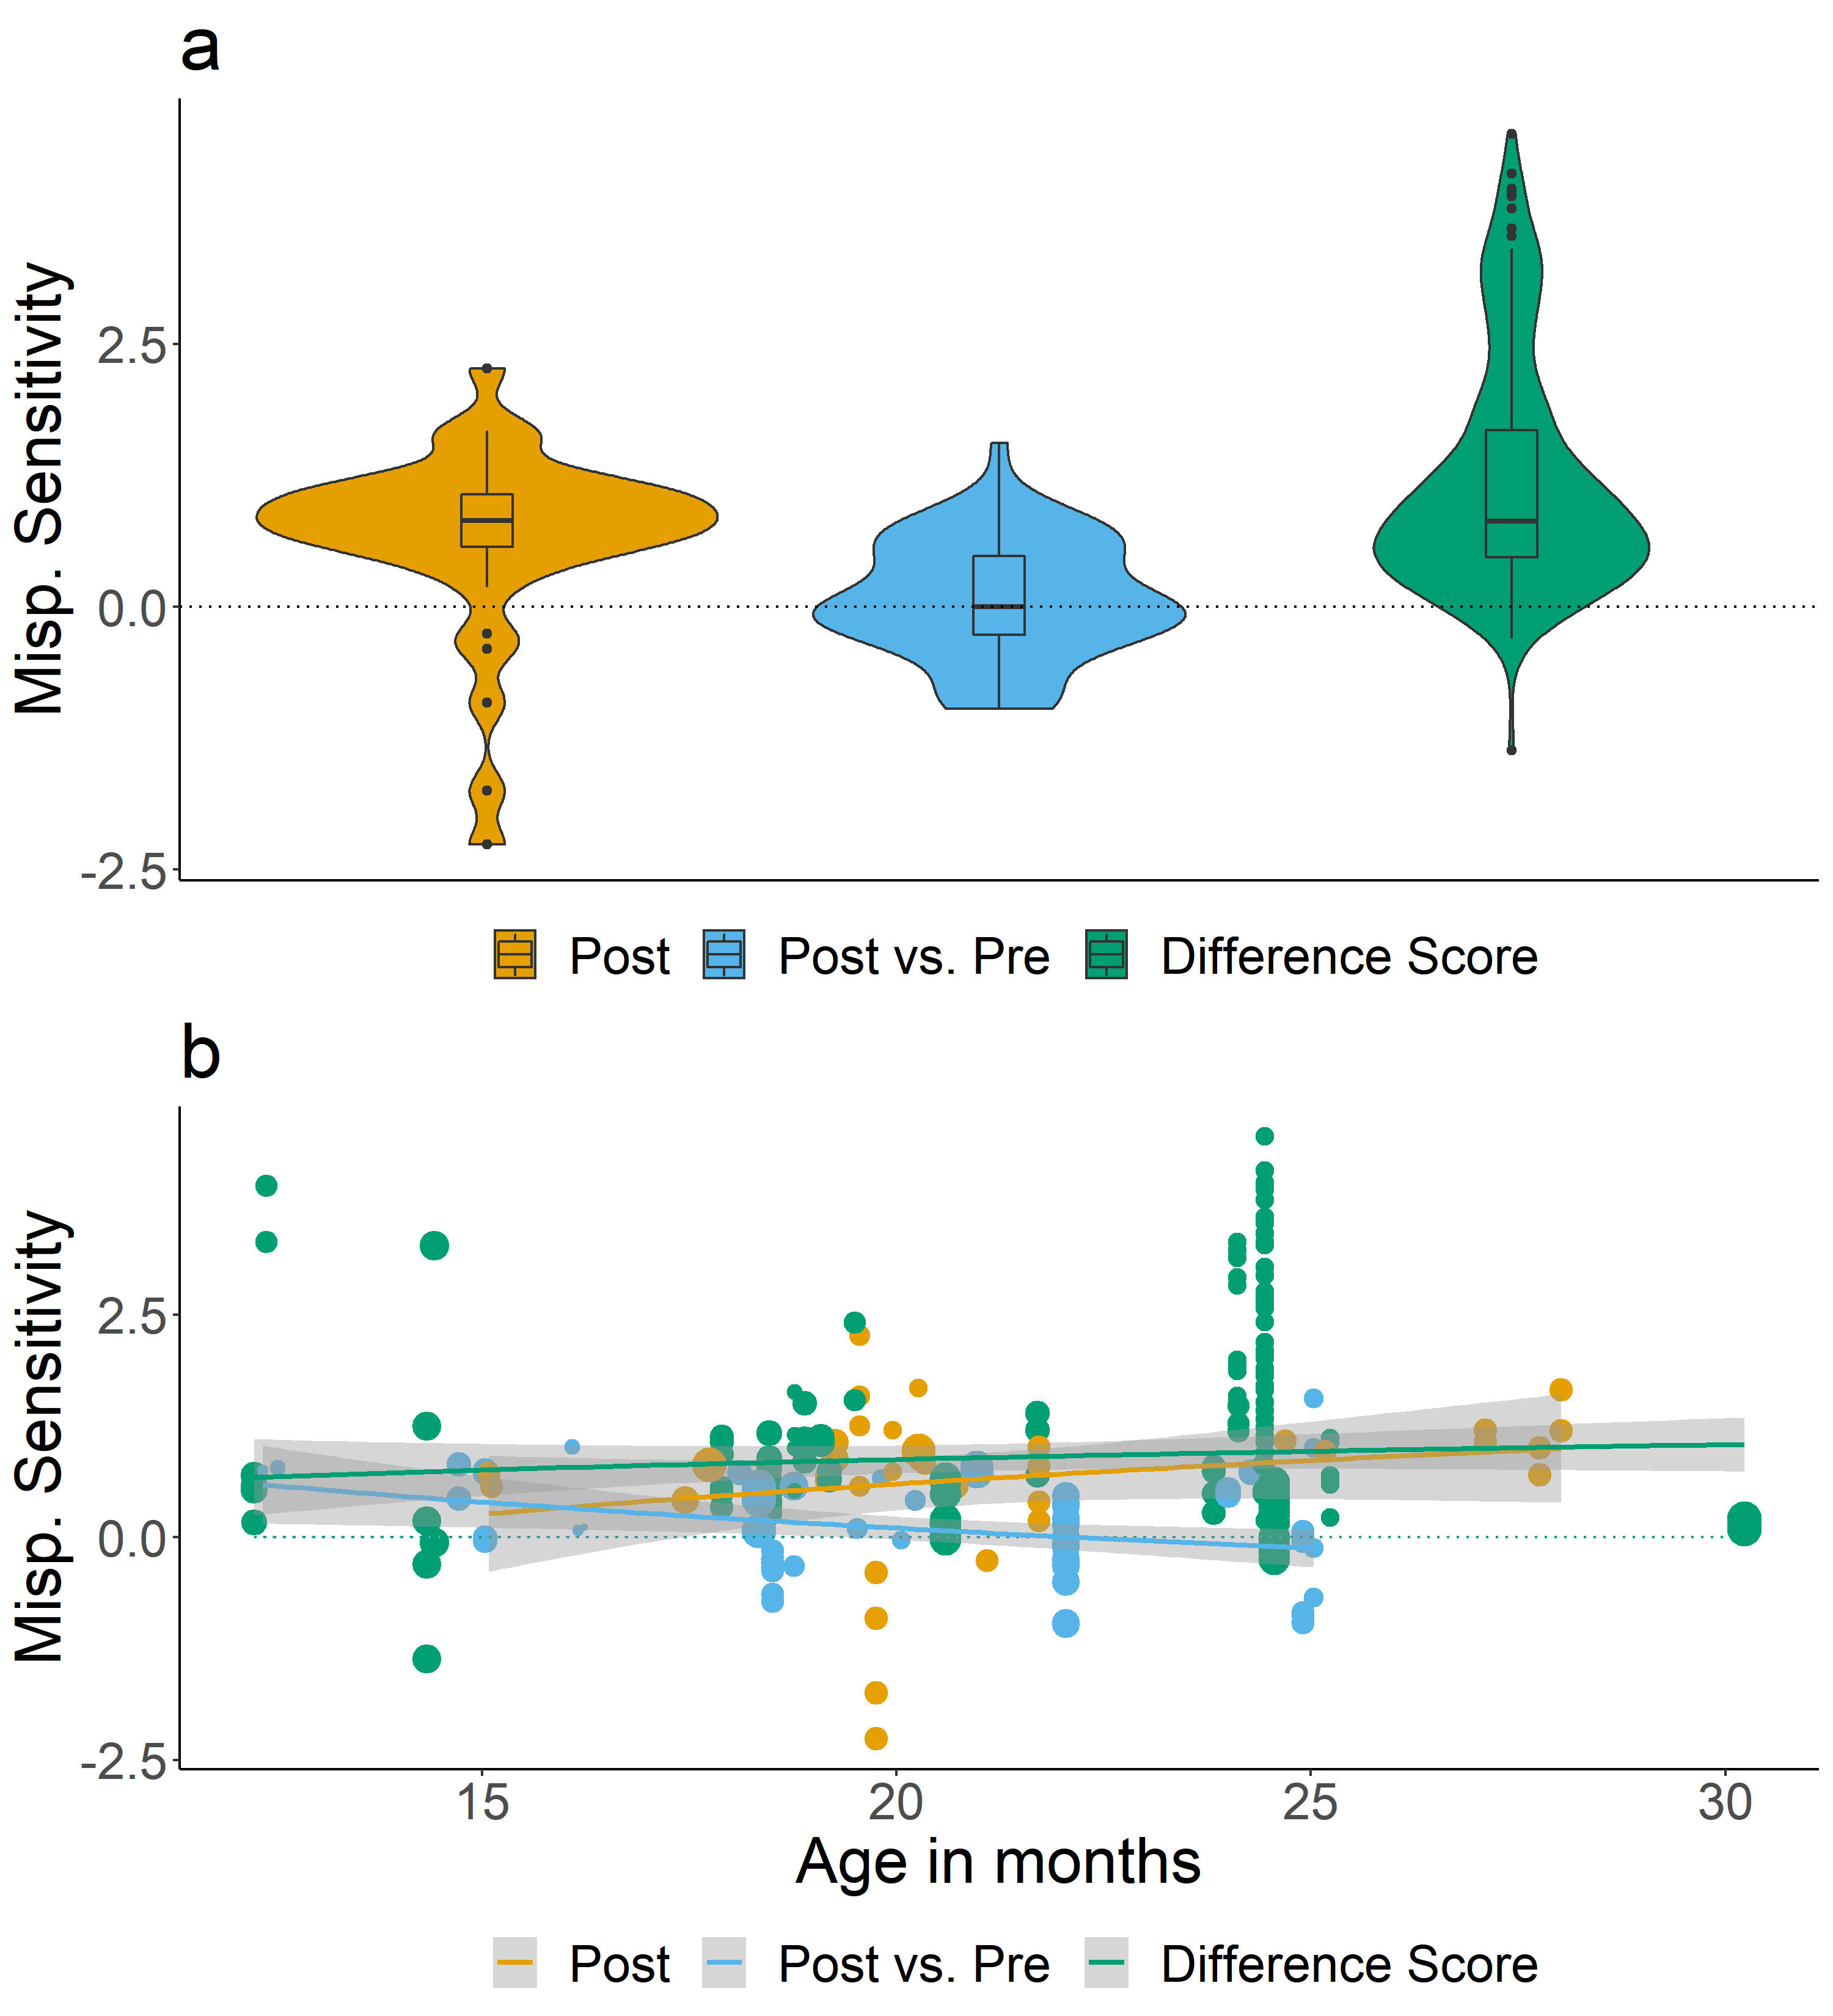 a
Misp. Sensitivity
2.5
0.0
-2.5
Post Post vs. Pre Difference Score
b
Misp. Sensitivity
2.5
0.0
-2.5
15 20 25 30
Age in months
Post Post vs. Pre Difference Score